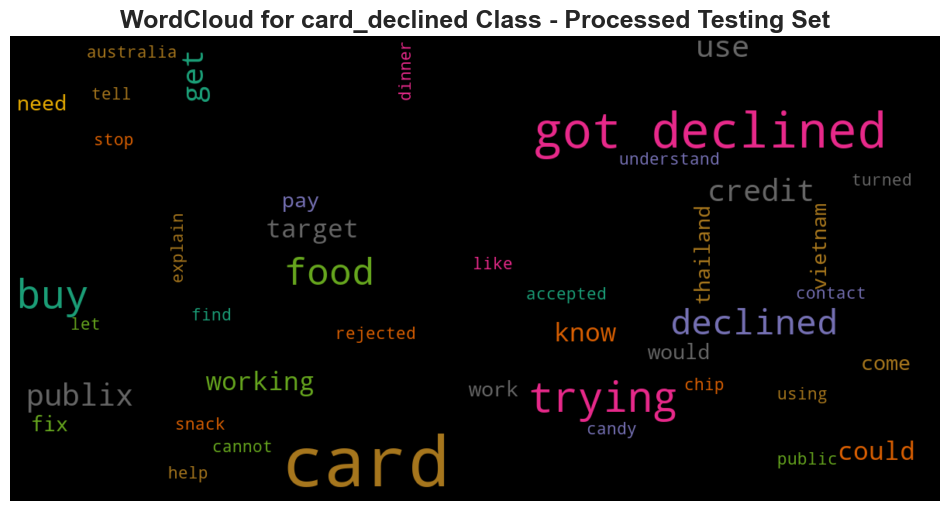 WordCloud for card_declined Class - Processed Testing Set
australia
get
dinner
use
tell
need
stop
got declined
understand
turned
credit
pay
target
explain
thailand
vietnam
like
food
buy
accepted
contact
let
find
rejected
know
declined
would
come
working
work
trying
chip
using
publix
fix
snack
candy
cannot
card
could
public
help